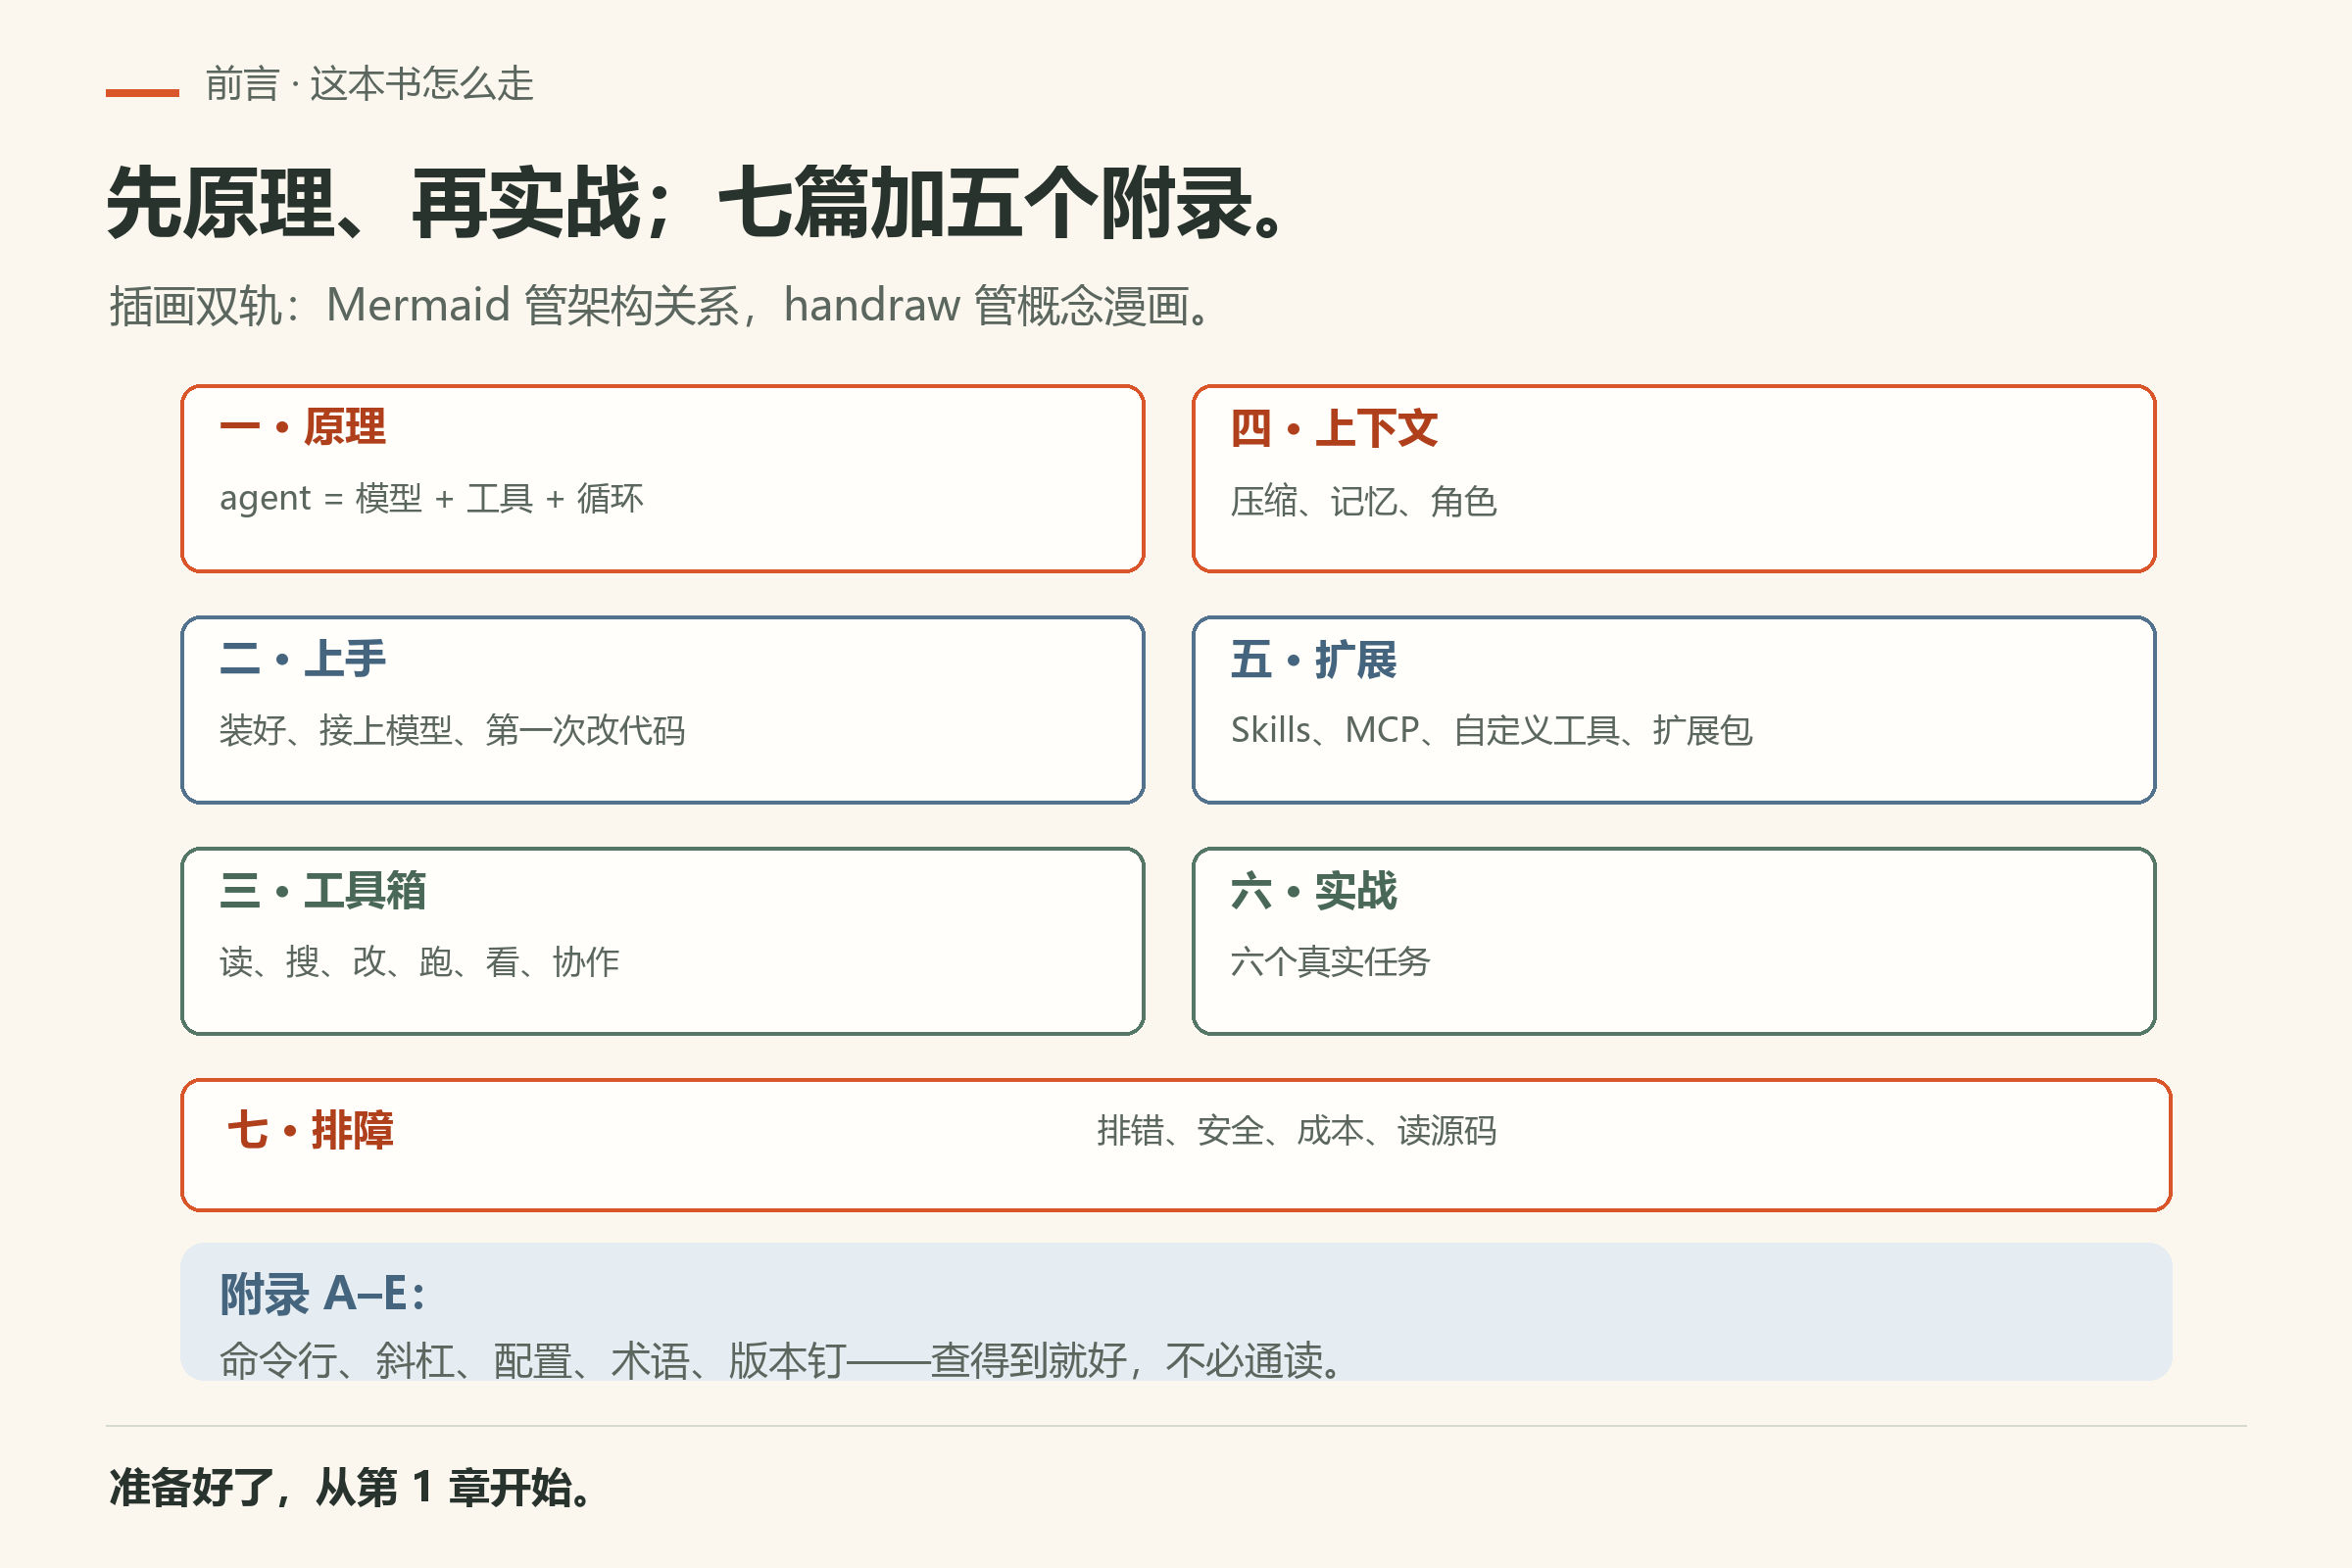 前言 · 这本书怎么走
先原理、再实战；七篇加五个附录。
插画双轨：Mermaid 管架构关系，handraw 管概念漫画。
一 · 原理
agent = 模型 + 工具 + 循环
二 · 上手
装好、接上模型、第一次改代码
三 · 工具箱
读、搜、改、跑、看、协作
四 · 上下文
压缩、记忆、角色
五 · 扩展
Skills、MCP、自定义工具、扩展包
六 · 实战
六个真实任务
七 · 排障
排错、安全、成本、读源码
附录 A–E：
命令行、斜杠、配置、术语、版本钉——查得到就好，不必通读。
准备好了，从第 1 章开始。